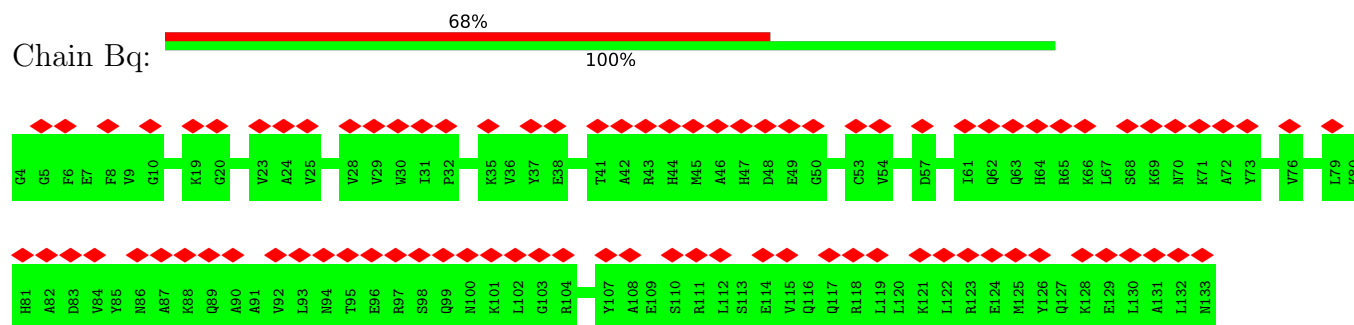 68%
Chain Bq:
100%
G4 G5 F6 E7 F8 V9 G10 K19 G20 V23 A24 V25 V28 V29 W30 I31 P32 K35 V36 Y37 E38 T41 A42 R43 H44 M45 A46 H47 D48 E49 G50 C53 V54 D57 I61 Q62 Q63 H64 R65 K66 L67 S68 K69 N70 K71 A72 Y73 V76 L79 K80
H81 A82 D83 V84 Y85 N86 A87 K88 Q89 A90 A91 V92 L93 N94 T95 E96 R97 S98 Q99 N100 K101 L102 G103 R104 Y107 A108 E109 S110 R111 L112 S113 E114 V115 Q116 Q117 R118 L119 L120 K121 L122 R123 E124 M125 Y126 Q127 K128 E129 L130 A131 L132 N133